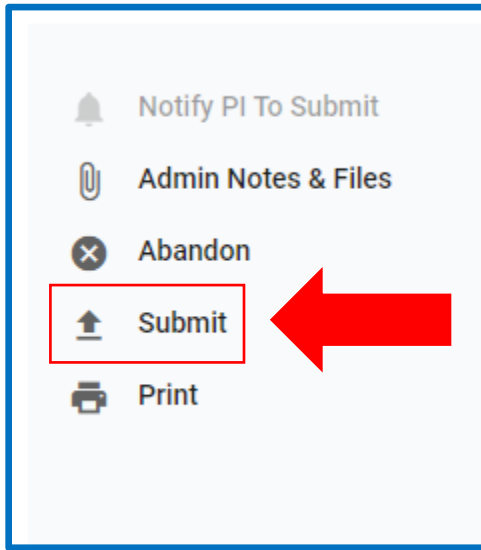 Notify PI To Submit
Admin Notes & Files
Abandon
Submit
Print